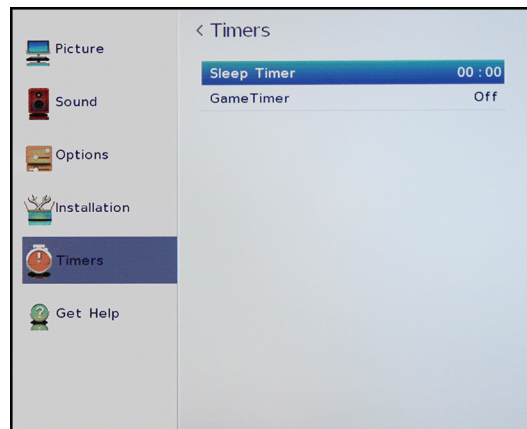 < Timers
Picture
Sound
Options
Installation
Timers
Get Help
Sleep Timer 00 : 00
GameTimer Off